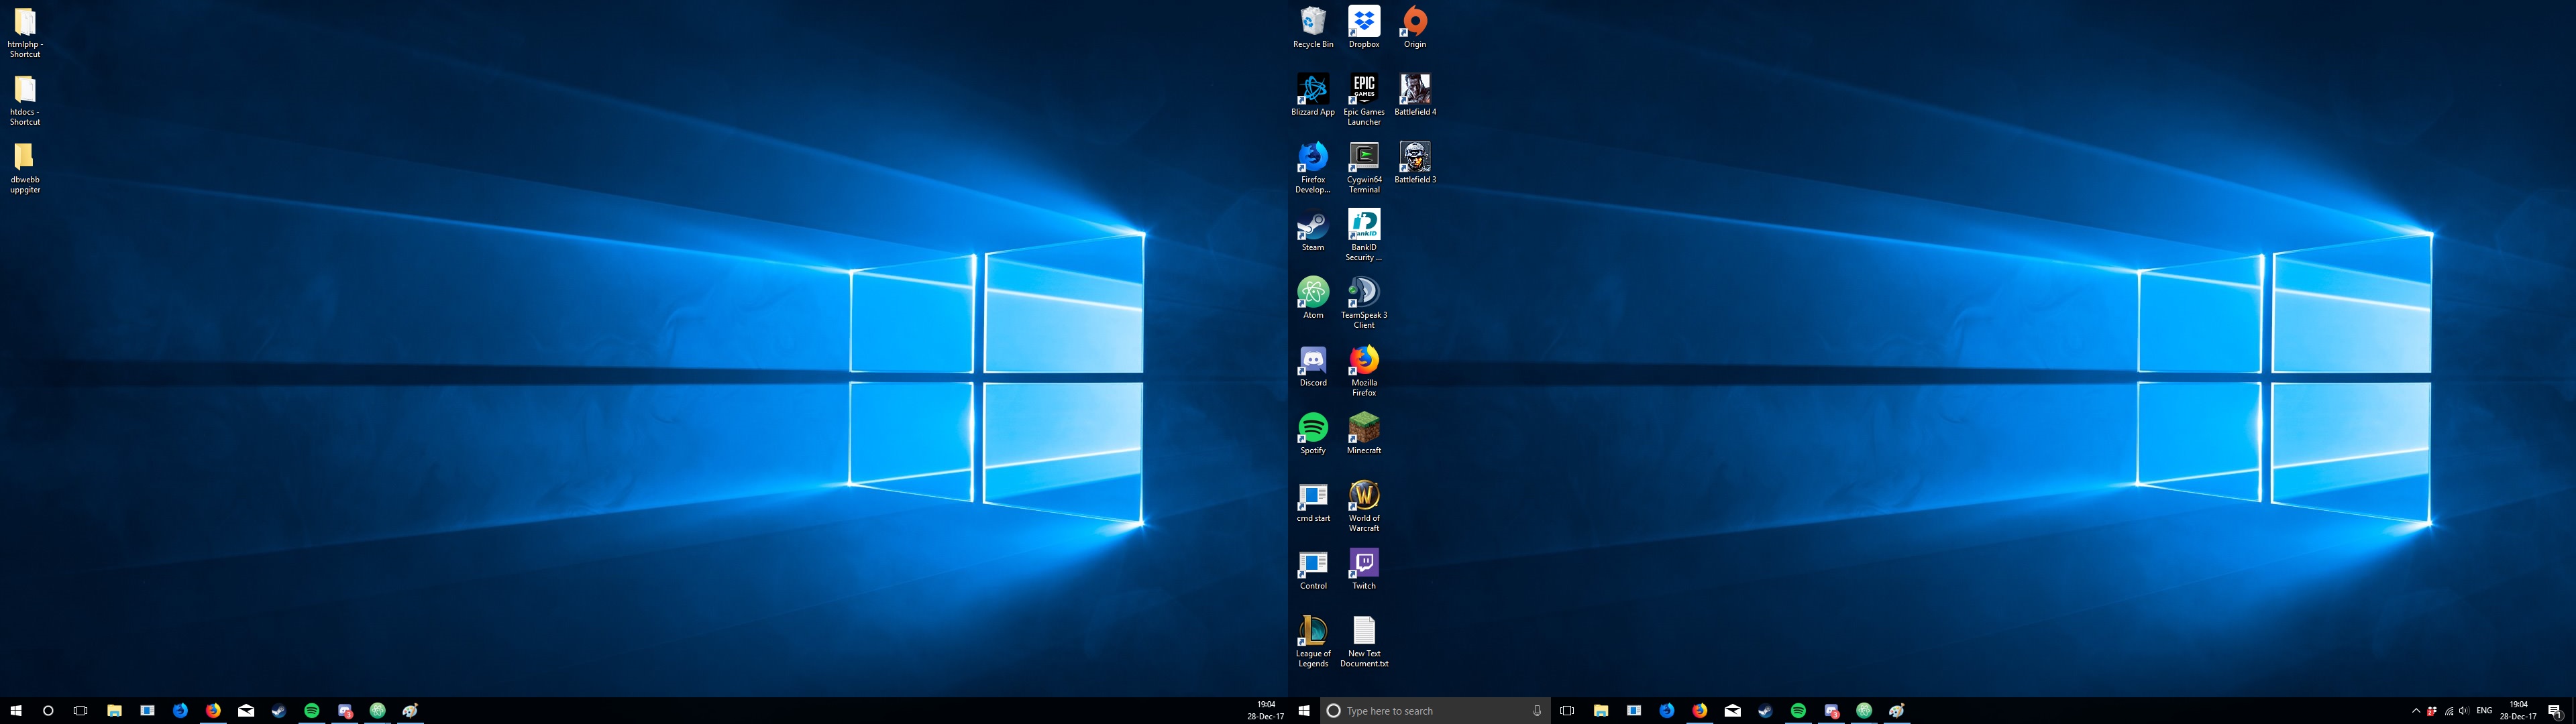 htmlphp -
Shortcut
htdocs -
Shortcut
dbwebb
uppgiter
Recycle Bin
Dropbox
Origin
Blizzard App
EPIC
GAMES
Epic Games
Launcher
Battlefield 4
Firefox
Develop...
Cygwin64
Terminal
Battlefield 3
Steam
BankID
BankID
Security ...
Atom
TeamSpeak 3
Client
Discord
Mozilla
Firefox
Spotify
Minecraft
cmd start
W
World of
Warcraft
Control
Twitch
L
League of
Legends
New Text
Document.txt
3
19:04
28-Dec-17
Type here to search
3
ENG
19:04
28-Dec-17